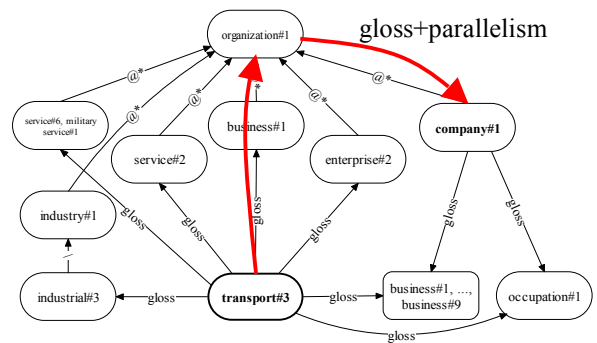 gloss+parallelism
organization#1
@*
@*
@*
*
@*
@*
service#6, military
service#1
service#2
business#1
enterprise#2
company#1
industry#1
gloss
gloss
gloss
gloss
gloss
gloss
industrial#3
gloss
transport#3
gloss
business#1, ...,
business#9
occupation#1
gloss